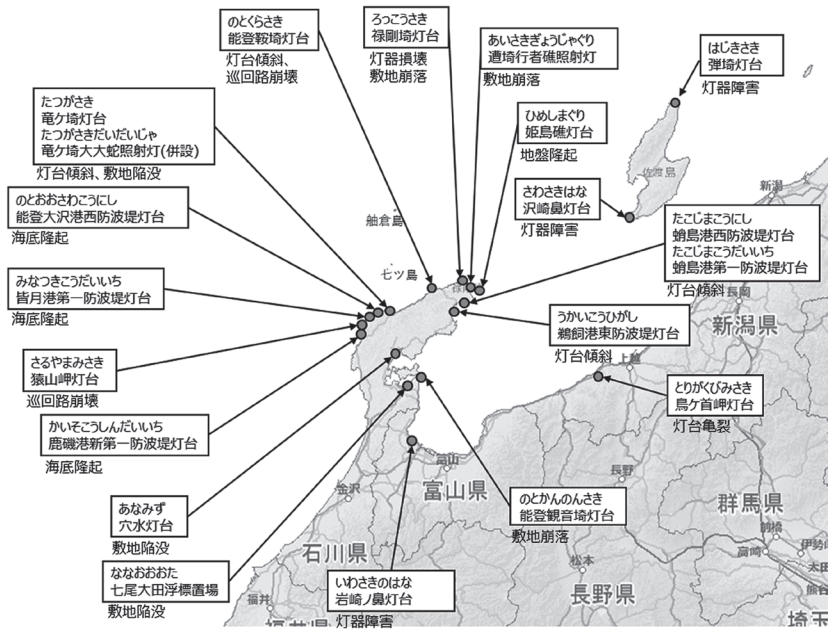 のとくらさき
能登鞍埼灯台
灯台傾斜、
巡回路崩壊
ろっこうさき
禄剛埼灯台
灯器損壊
敷地崩落
あいさきぎょうじゃぐり
遭埼行者礁照射灯
敷地崩落
はじきさき
弾埼灯台
灯器障害
たつがさき
竜ケ埼灯台
たつがさきだいだいじゃ
竜ケ埼大大蛇照射灯(併設)
灯台傾斜、敷地陥没
ひめしまぐり
姫島礁灯台
地盤隆起
さわさきはな
沢崎鼻灯台
灯器障害
佐渡島
新潟
のとおおさわこうにし
能登大沢港西防波堤灯台
海底隆起
舳倉島
七ツ島
たこじまこうにし
蛸島港西防波堤灯台
たこじまこうだいいち
蛸島港第一防波堤灯台
灯台傾斜
長岡
新潟県
みなつきこうだいいち
皆月港第一防波堤灯台
海底隆起
うかいこうひがし
鵜飼港東防波堤灯台
灯台傾斜
上越
さるやまみさき
猿山岬灯台
巡回路崩壊
とりがくびみさき
鳥ケ首岬灯台
灯台亀裂
かいそこうしんだいいち
鹿磯港新第一防波堤灯台
海底隆起
富山
富山県
長野
群馬県
あなみず
穴水灯台
敷地陥没
金沢
石川県
のとかんのんさき
能登観音埼灯台
敷地崩落
前橋
高崎
伊勢崎
太田
熊谷
松本
長野県
ななおおおた
七尾大田浮標置場
敷地陥没
いわさきのはな
岩崎ノ鼻灯台
灯器障害
福井
福井県
埼玉